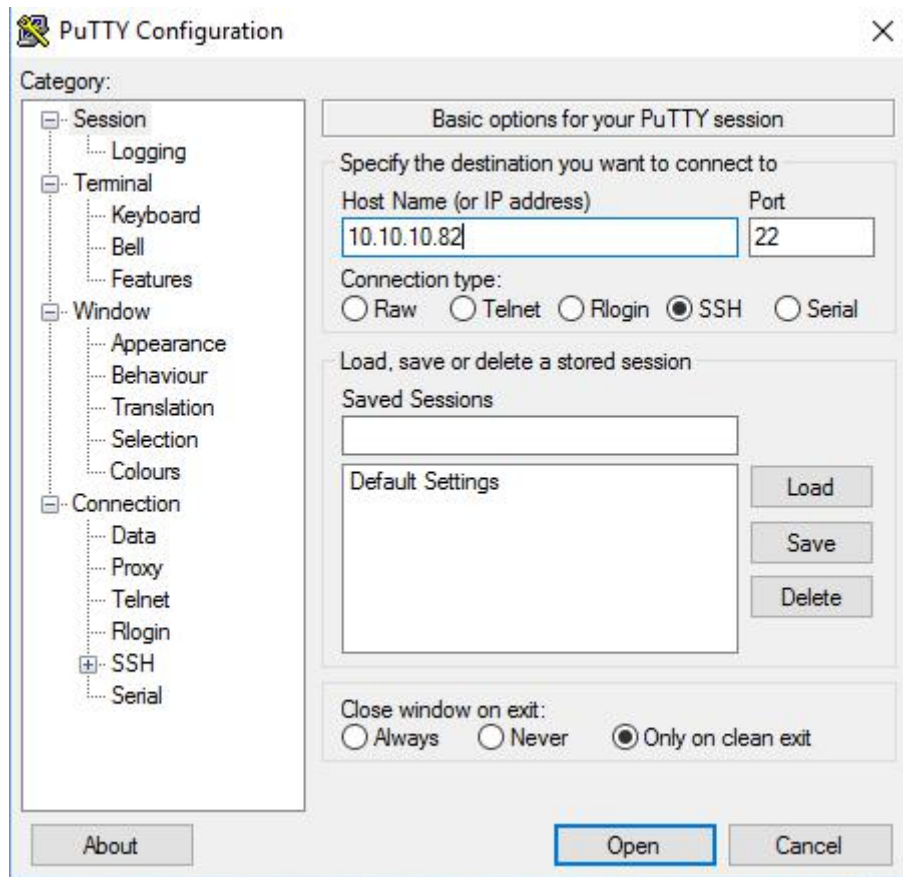 PuTTY Configuration
Category:
Session
Logging
Terminal
Keyboard
Bell
Features
Window
Appearance
Behaviour
Translation
Selection
Colours
Connection
Data
Proxy
Telnet
Rlogin
SSH
Serial
Basic options for your PuTTY session
Specify the destination you want to connect to
Host Name (or IP address) Port
10.10.10.82 22
Connection type:
Raw Telnet Rlogin SSH Serial
Load, save or delete a stored session
Saved Sessions
Default Settings
Load
Save
Delete
Close window on exit:
Always Never Only on clean exit
About Open Cancel